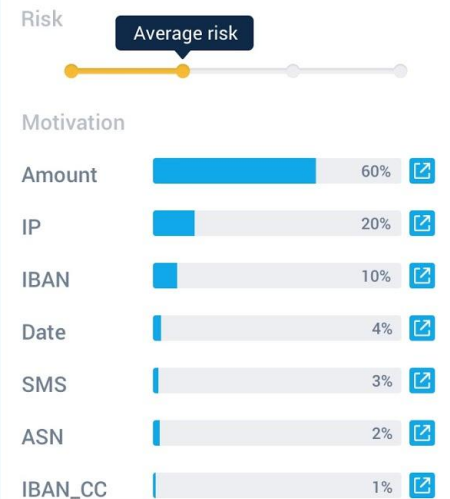 Risk
Average risk
Motivation
Amount 60%
IP 20%
IBAN 10%
Date 4%
SMS 3%
ASN 2%
IBAN_CC 1%